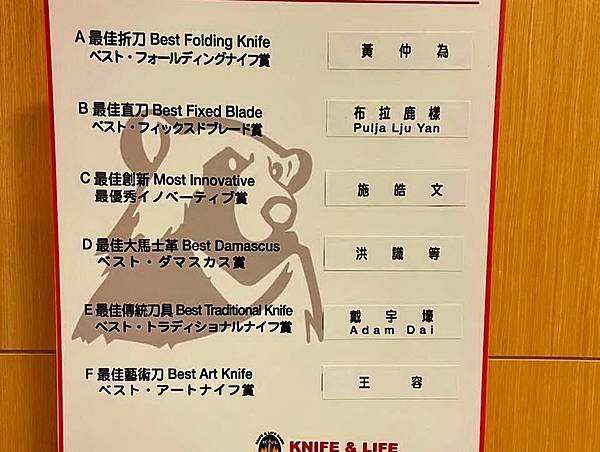 A 最佳折刀 Best Folding Knife
ベスト・フォールディングナイフ賞
黃仲為
B 最佳直刀 Best Fixed Blade
ベスト・フィックスドブレード賞
布拉鹿樣
Pulja Lju Yan
C 最佳創新 Most Innovative
最優秀イノベーティブ賞
施皓文
D 最佳大馬士革 Best Damascus
ベスト・ダマスカス賞
洪識等
E 最佳傳統刀具 Best Traditional Knife
ベスト・トラディショナルナイフ賞
戴宇壕
Adam Dai
F 最佳藝術刀 Best Art Knife
ベスト・アートナイフ賞
王容
KNIFE & LIFE